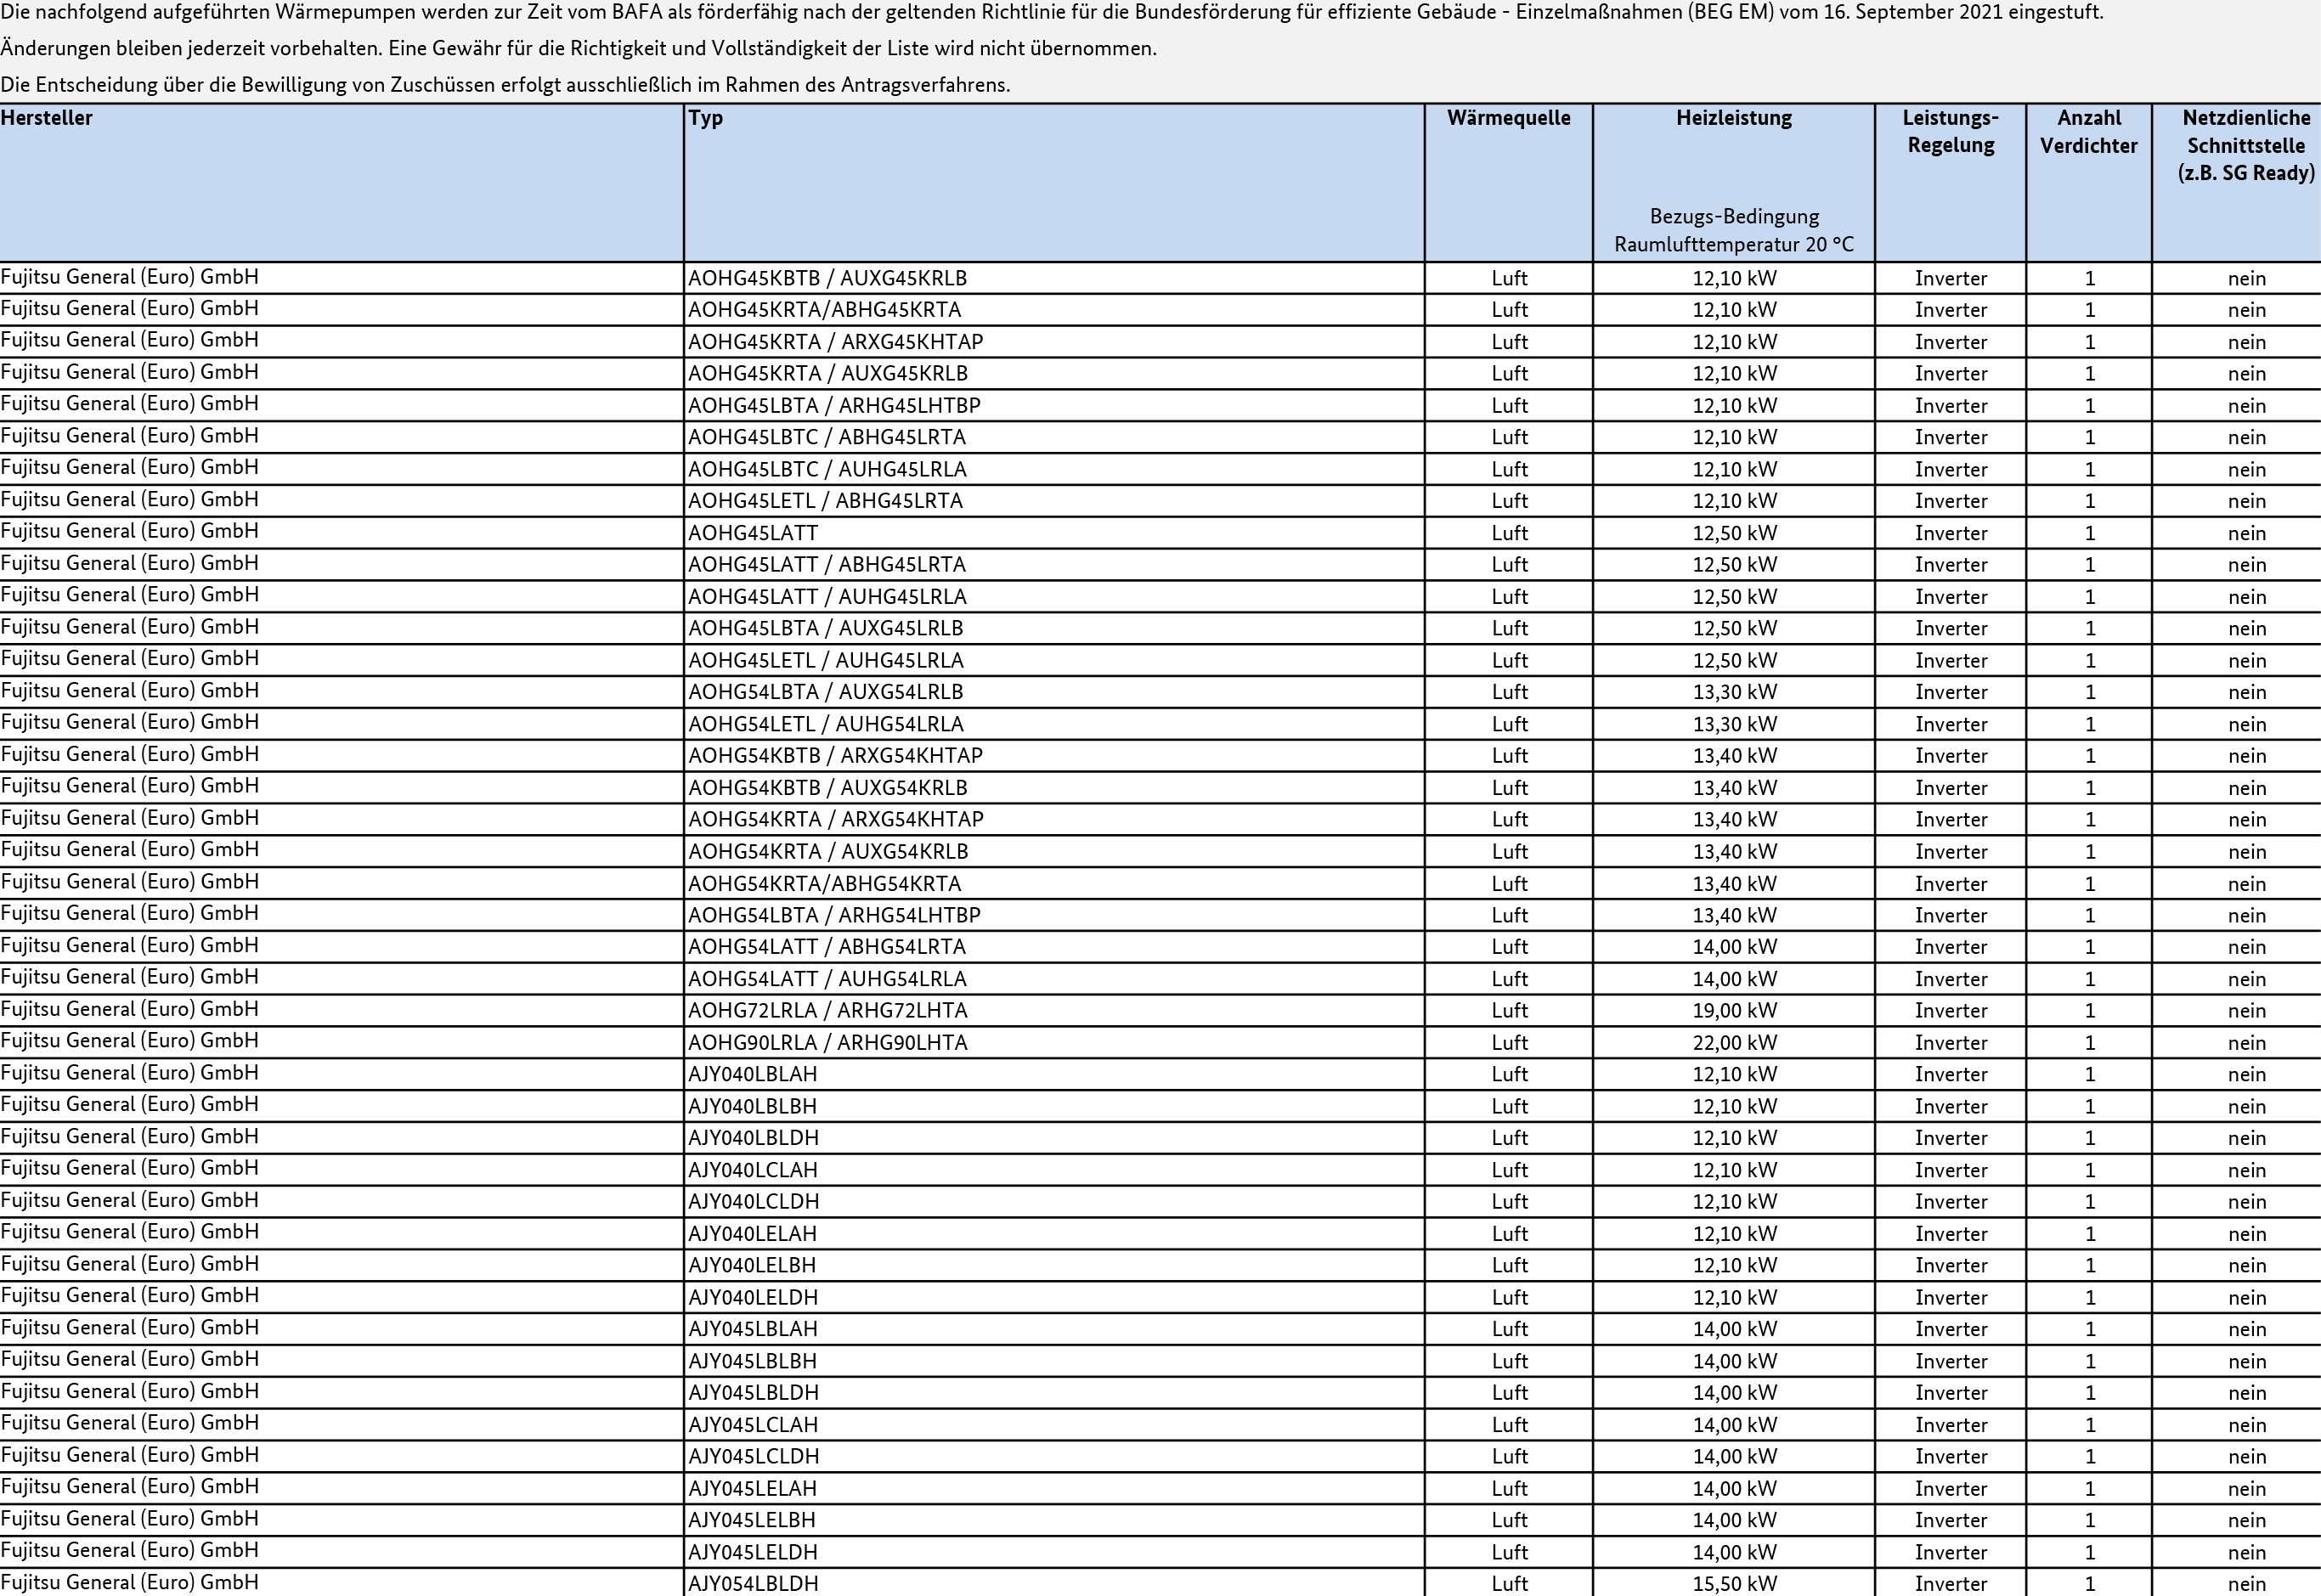 Die nachfolgend aufgeführten Wärmepumpen werden zur Zeit vom BAFA als förderfähig nach der geltenden Richtlinie für die Bundesförderung für effiziente Gebäude - Einzelmaßnahmen (BEG EM) vom 16. September 2021 eingestuft.
Änderungen bleiben jederzeit vorbehalten. Eine Gewähr für die Richtigkeit und Vollständigkeit der Liste wird nicht übernommen.
Die Entscheidung über die Bewilligung von Zuschüssen erfolgt ausschließlich im Rahmen des Antragsverfahrens.
Hersteller Typ Wärmequelle Heizleistung Leistungs- Anzahl Netzdienliche
Regelung Verdichter Schnittstelle
(z.B. SG Ready)
Bezugs-Bedingung
Raumlufttemperatur 20 °C
Fujitsu General (Euro) GmbH AOHG45KBTB / AUXG45KRLB Luft 12,10 kW Inverter 1 nein
Fujitsu General (Euro) GmbH AOHG45KRTA/ABHG45KRTA Luft 12,10 kW Inverter 1 nein
Fujitsu General (Euro) GmbH AOHG45KRTA / ARXG45KHTAP Luft 12,10 kW Inverter 1 nein
Fujitsu General (Euro) GmbH AOHG45KRTA / AUXG45KRLB Luft 12,10 kW Inverter 1 nein
Fujitsu General (Euro) GmbH AOHG45LBTA / ARHG45LHTBP Luft 12,10 kW Inverter 1 nein
Fujitsu General (Euro) GmbH AOHG45LBTC / ABHG45LRTA Luft 12,10 kW Inverter 1 nein
Fujitsu General (Euro) GmbH AOHG45LBTC / AUHG45LRLA Luft 12,10 kW Inverter 1 nein
Fujitsu General (Euro) GmbH AOHG45LETL / ABHG45LRTA Luft 12,10 kW Inverter 1 nein
Fujitsu General (Euro) GmbH AOHG45LATT Luft 12,50 kW Inverter 1 nein
Fujitsu General (Euro) GmbH AOHG45LATT / ABHG45LRTA Luft 12,50 kW Inverter 1 nein
Fujitsu General (Euro) GmbH AOHG45LATT / AUHG45LRLA Luft 12,50 kW Inverter 1 nein
Fujitsu General (Euro) GmbH AOHG45LBTA / AUXG45LRLB Luft 12,50 kW Inverter 1 nein
Fujitsu General (Euro) GmbH AOHG45LETL / AUHG45LRLA Luft 12,50 kW Inverter 1 nein
Fujitsu General (Euro) GmbH AOHG54LBTA / AUXG54LRLB Luft 13,30 kW Inverter 1 nein
Fujitsu General (Euro) GmbH AOHG54LETL / AUHG54LRLA Luft 13,30 kW Inverter 1 nein
Fujitsu General (Euro) GmbH AOHG54KBTB / ARXG54KHTAP Luft 13,40 kW Inverter 1 nein
Fujitsu General (Euro) GmbH AOHG54KBTB / AUXG54KRLB Luft 13,40 kW Inverter 1 nein
Fujitsu General (Euro) GmbH AOHG54KRTA / ARXG54KHTAP Luft 13,40 kW Inverter 1 nein
Fujitsu General (Euro) GmbH AOHG54KRTA / AUXG54KRLB Luft 13,40 kW Inverter 1 nein
Fujitsu General (Euro) GmbH AOHG54KRTA/ABHG54KRTA Luft 13,40 kW Inverter 1 nein
Fujitsu General (Euro) GmbH AOHG54LBTA / ARHG54LHTBP Luft 13,40 kW Inverter 1 nein
Fujitsu General (Euro) GmbH AOHG54LATT / ABHG54LRTA Luft 14,00 kW Inverter 1 nein
Fujitsu General (Euro) GmbH AOHG54LATT / AUHG54LRLA Luft 14,00 kW Inverter 1 nein
Fujitsu General (Euro) GmbH AOHG72LRLA / ARHG72LHTA Luft 19,00 kW Inverter 1 nein
Fujitsu General (Euro) GmbH AOHG90LRLA / ARHG90LHTA Luft 22,00 kW Inverter 1 nein
Fujitsu General (Euro) GmbH AJY040LBLAH Luft 12,10 kW Inverter 1 nein
Fujitsu General (Euro) GmbH AJY040LBLBH Luft 12,10 kW Inverter 1 nein
Fujitsu General (Euro) GmbH AJY040LBLDH Luft 12,10 kW Inverter 1 nein
Fujitsu General (Euro) GmbH AJY040LCLAH Luft 12,10 kW Inverter 1 nein
Fujitsu General (Euro) GmbH AJY040LCLDH Luft 12,10 kW Inverter 1 nein
Fujitsu General (Euro) GmbH AJY040LELAH Luft 12,10 kW Inverter 1 nein
Fujitsu General (Euro) GmbH AJY040LELBH Luft 12,10 kW Inverter 1 nein
Fujitsu General (Euro) GmbH AJY040LELDH Luft 12,10 kW Inverter 1 nein
Fujitsu General (Euro) GmbH AJY045LBLAH Luft 14,00 kW Inverter 1 nein
Fujitsu General (Euro) GmbH AJY045LBLBH Luft 14,00 kW Inverter 1 nein
Fujitsu General (Euro) GmbH AJY045LBLDH Luft 14,00 kW Inverter 1 nein
Fujitsu General (Euro) GmbH AJY045LCLAH Luft 14,00 kW Inverter 1 nein
Fujitsu General (Euro) GmbH AJY045LCLDH Luft 14,00 kW Inverter 1 nein
Fujitsu General (Euro) GmbH AJY045LELAH Luft 14,00 kW Inverter 1 nein
Fujitsu General (Euro) GmbH AJY045LELBH Luft 14,00 kW Inverter 1 nein
Fujitsu General (Euro) GmbH AJY045LELDH Luft 14,00 kW Inverter 1 nein
Fujitsu General (Euro) GmbH AJY054LBLDH Luft 15,50 kW Inverter 1 nein